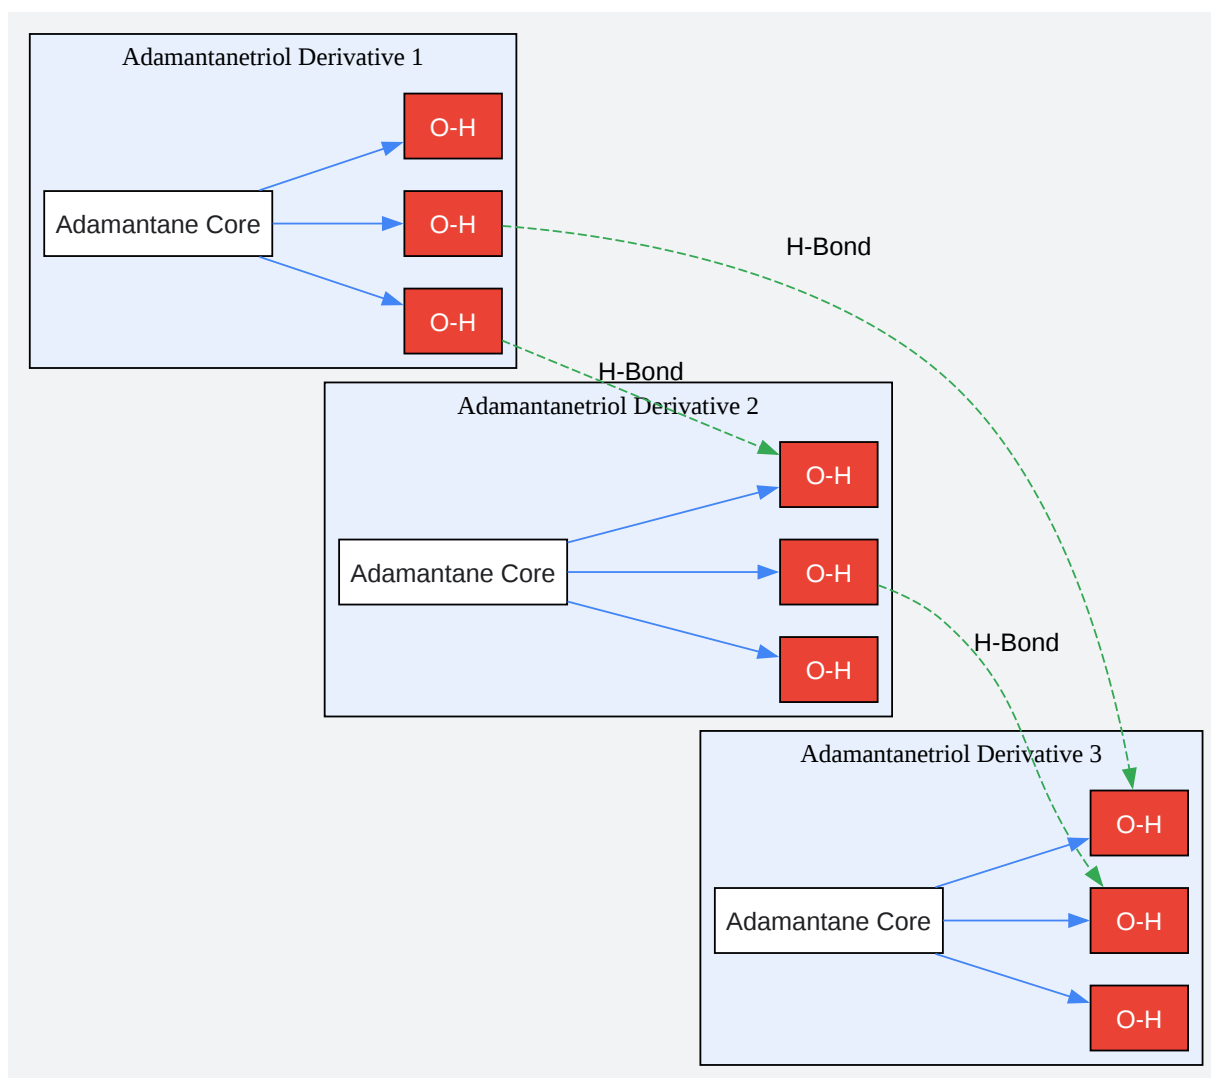 Adamantanetriol Derivative 1
O-H
Adamantane Core
O-H
O-H
H-Bond
H-Bond
Adamantanetriol Derivative 2
O-H
Adamantane Core
O-H
O-H
H-Bond
Adamantanetriol Derivative 3
O-H
Adamantane Core
O-H
O-H